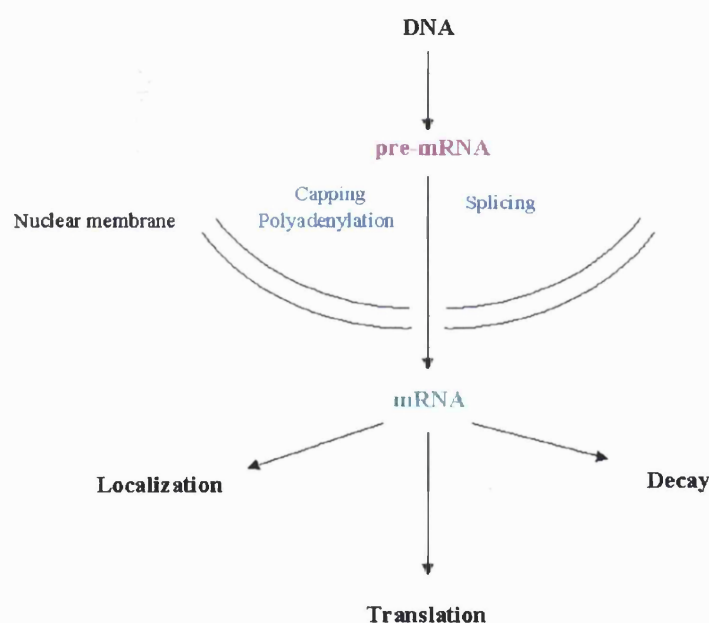 DNA
pre-mRNA
Capping
Polyadenylation
Splicing
Nuclear membrane
mRNA
Localization
Decay
Translation